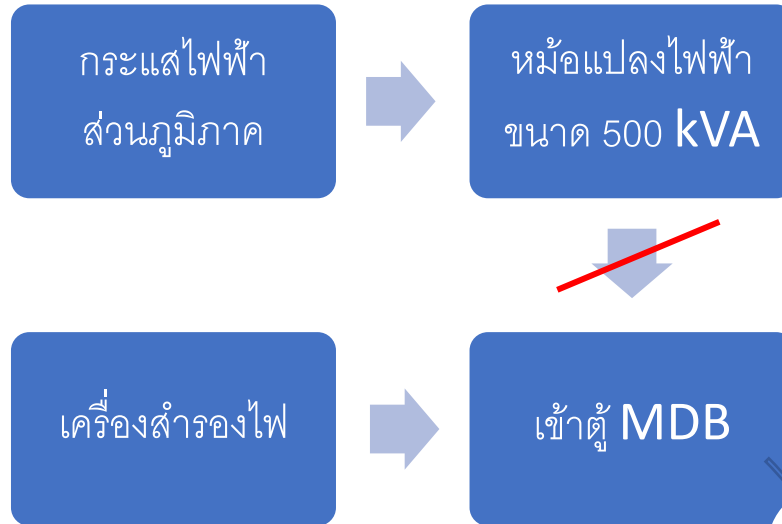 กระแสไฟฟ้า
ส่วนภูมิภาค
หม้อแปลงไฟฟ้า
ขนาด 500 kVA
เครื่องสำรองไฟ
เข้าตู้ MDB